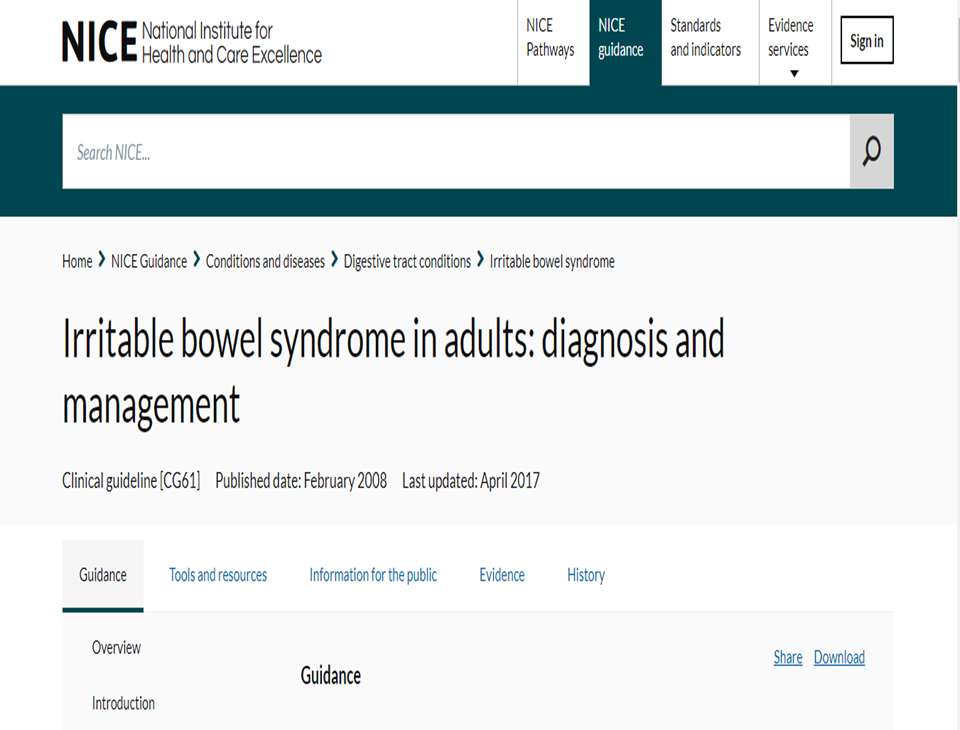 NICE National Institute for
Health and Care Excellence
NICE
Pathways
NICE
guidance
Standards
and indicators
Evidence
services
Sign in
Search NICE...
Home NICE Guidance Conditions and diseases Digestive tract conditions Irritable bowel syndrome
Irritable bowel syndrome in adults: diagnosis and
management
Clinical guideline [CG61] Published date: February 2008 Last updated: April 2017
Guidance Tools and resources Information for the public Evidence History
Overview
Introduction
Guidance
Share Download